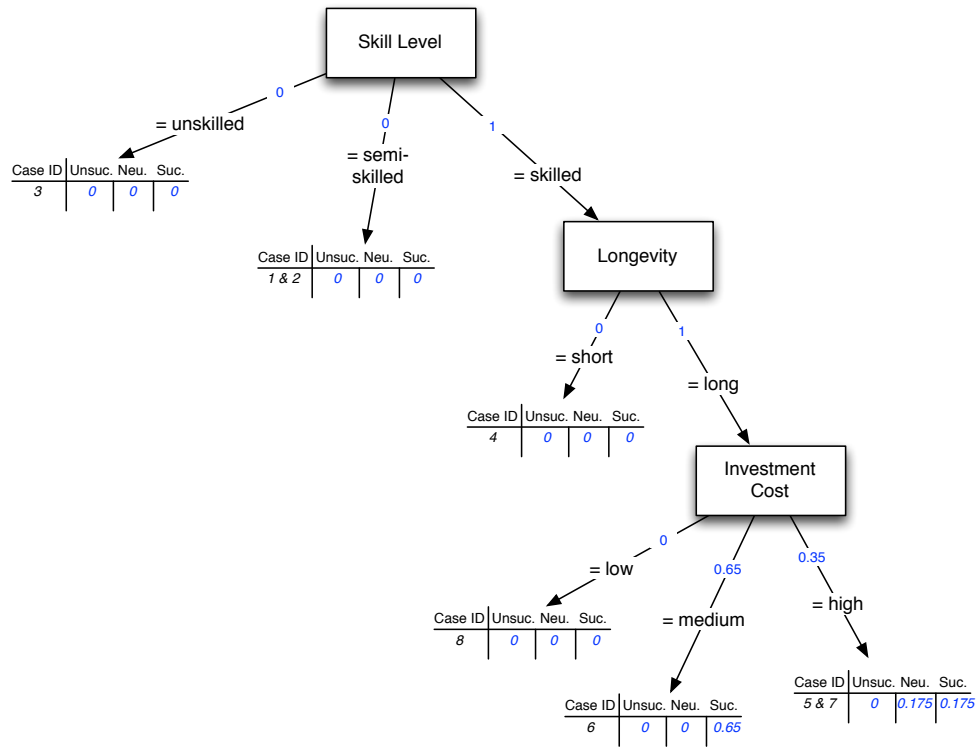 Skill Level
0
0
1
= unskilled
= semi-
skilled
= skilled
Case ID Unsuc. Neu. Suc.
3 0 0 0
Case ID Unsuc. Neu. Suc.
1 & 2 0 0 0
Longevity
0
1
= short
= long
Case ID Unsuc. Neu. Suc.
4 0 0 0
Investment
Cost
0
0.65
0.35
= low
= medium
= high
Case ID Unsuc. Neu. Suc.
8 0 0 0
Case ID Unsuc. Neu. Suc.
6 0 0 0.65
Case ID Unsuc. Neu. Suc.
5 & 7 0 0.175 0.175